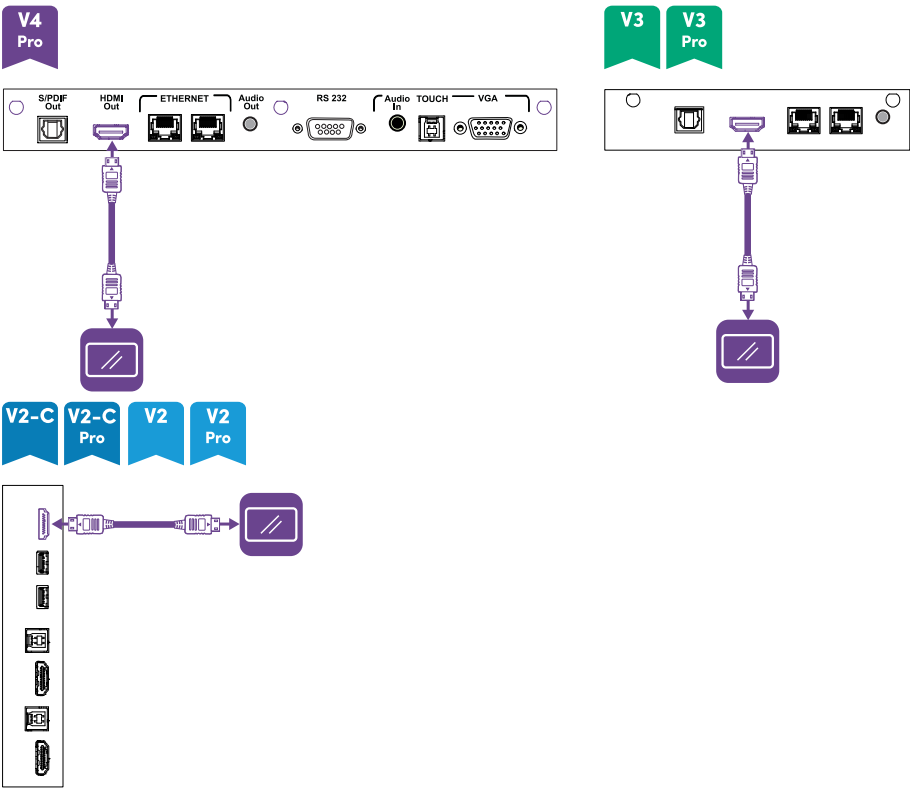 V4
Pro
V3
V3
Pro
S/PDIF
Out
HDMI
Out
ETHERNET
Audio
Out
RS 232
Audio
In
TOUCH
VGA
V2-C
V2-C
Pro
V2
V2
Pro